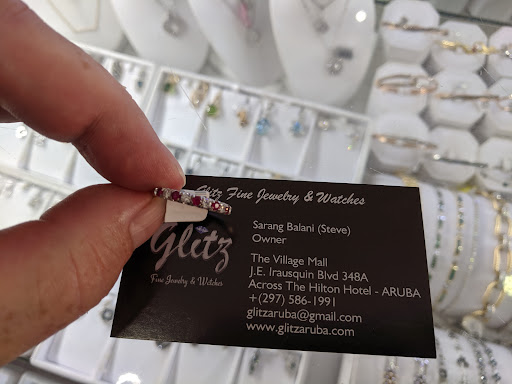 Glitz Fine Jewelry & Watches
Glitz
Fine Jewelry & Watches
Sarang Balani (Steve)
Owner
The Village Mall
J.E. Irausquin Blvd 348A
Across The Hilton Hotel - ARUBA
+(297) 586-1991
glitzaruba@gmail.com
www.glitzaruba.com